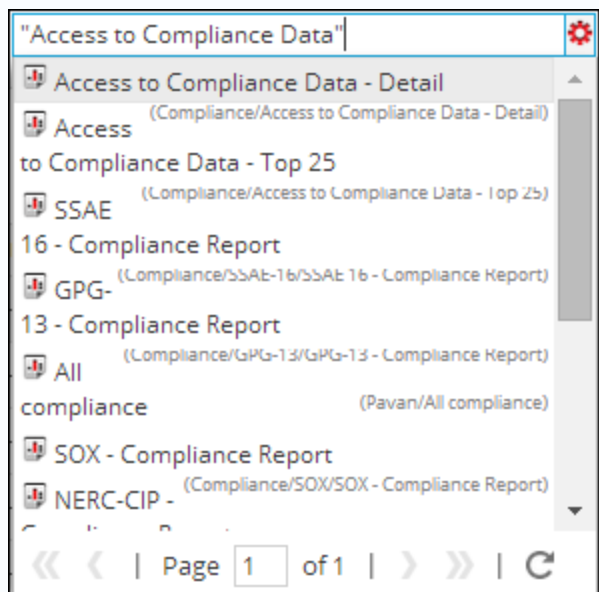 "Access to Compliance Data"
Access to Compliance Data - Detail
(Compliance/Access to Compliance Data - Detail)
Access
to Compliance Data - Top 25
(Compliance/Access to Compliance Data - Top 25)
SSAE
16 - Compliance Report
(Compliance/SSAE-16/SSAE 16 - Compliance Report)
GPG-
13 - Compliance Report
(Compliance/GPG-13/GPG-13 - Compliance Report)
All
compliance (Pavan/All compliance)
SOX - Compliance Report
(Compliance/SOX/SOX - Compliance Report)
NERC-CIP -
Page 1 of 1